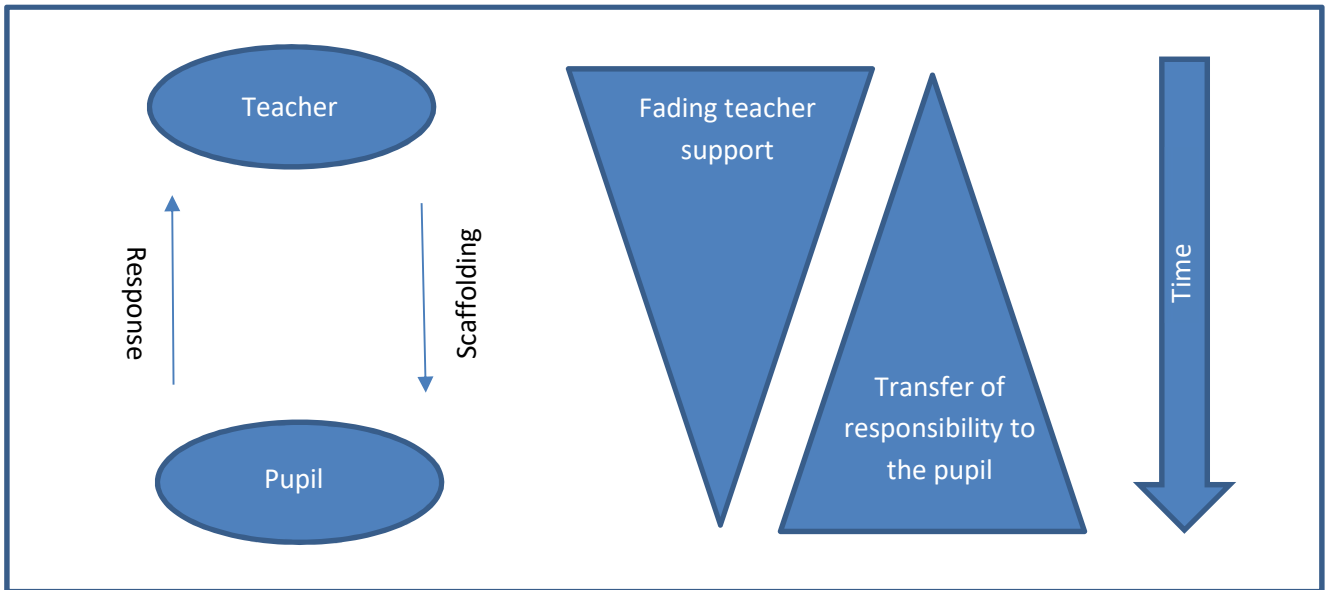 Teacher
Response
Scaffolding
Pupil
Fading teacher
support
Transfer of
responsibility to
the pupil
Time